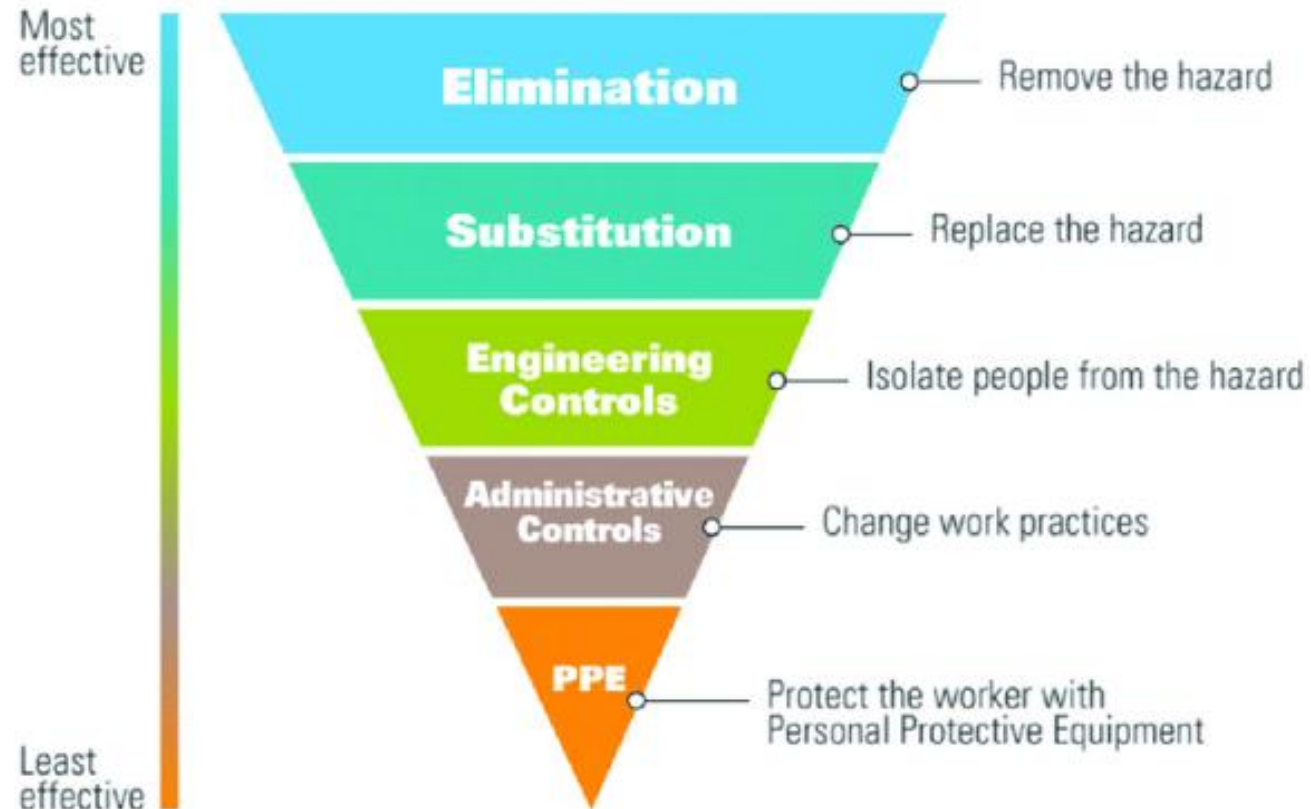 Most
effective
Elimination
Remove the hazard
Substitution
Replace the hazard
Engineering
Controls
Isolate people from the hazard
Administrative
Controls
Change work practices
PPE
Protect the worker with
Personal Protective Equipment
Least
effective